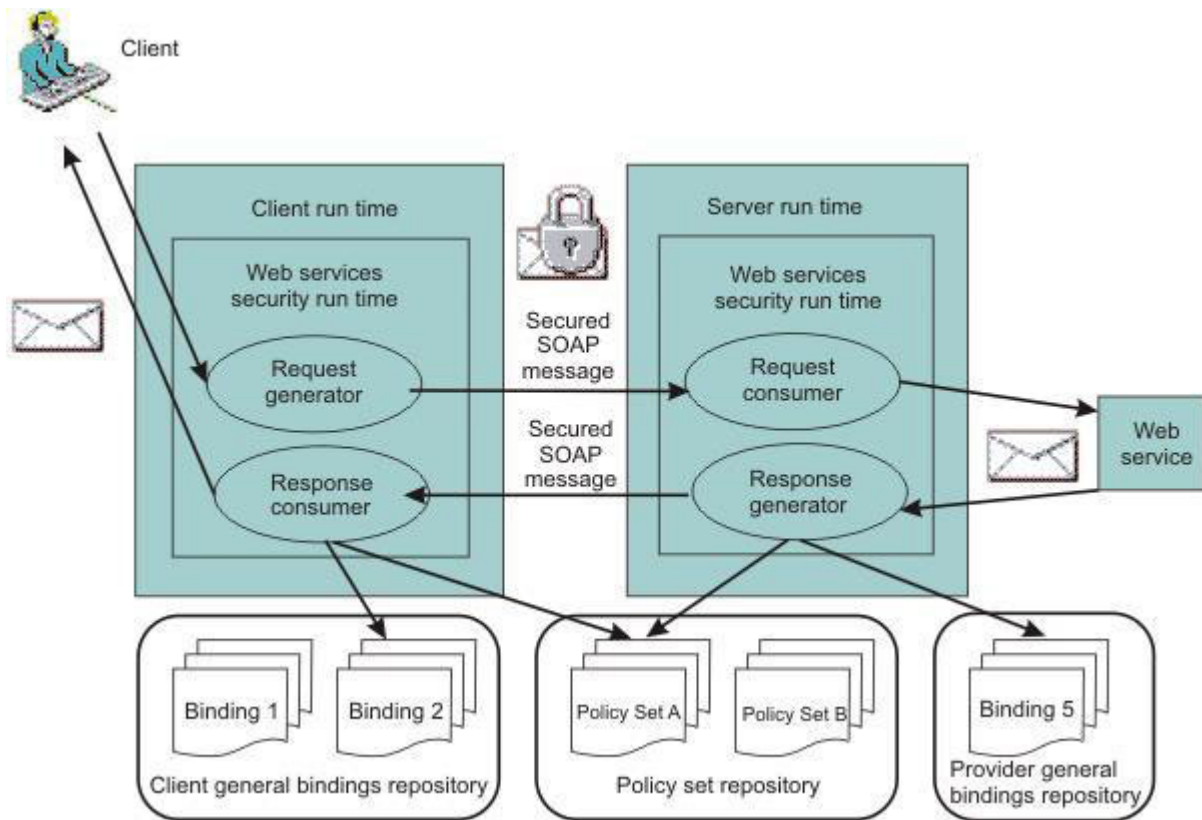 Client
Client run time
Server run time
Web services
security run time
Web services
security run time
Secured
SOAP
message
Request
generator
Request
consumer
Secured
SOAP
message
Web
service
Response
consumer
Response
generator
Binding 1
Binding 2
Policy Set A
Policy Set B
Binding 5
Client general bindings repository
Policy set repository
Provider general
bindings repository